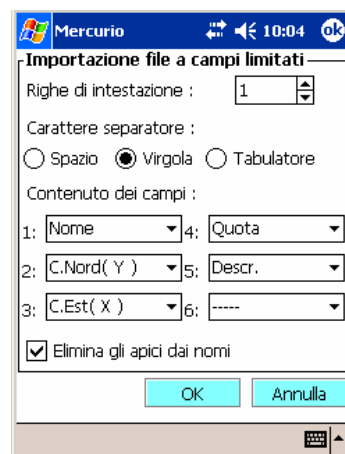 Mercurio 10:04 ok
Importazione file a campi limitati
Righe di intestazione : 1
Carattere separatore :
Spazio Virgola Tabulatore
Contenuto dei campi :
1: Nome 4: Quota
2: C.Nord( Y ) 5: Descr.
3: C.Est( X ) 6: -----
Elimina gli apici dai nomi
OK Annulla